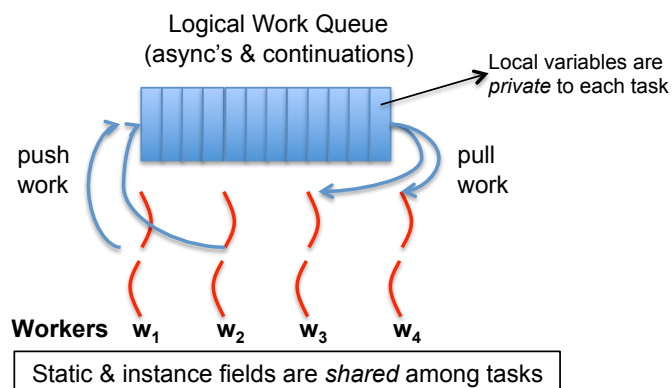 Logical Work Queue
(async's & continuations)
Local variables are
private to each task
push
work
pull
work
Workers w1 w2 w3 w4
Static & instance fields are shared among tasks